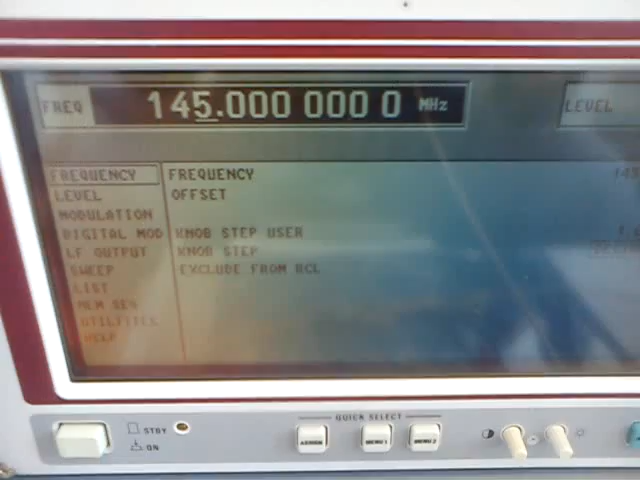 FREQ 145.000 000 0 MHz LEVEL
FREQUENCY FREQUENCY 145
LEVEL OFFSET
MODULATION
DIGITAL MOD KNOB STEP USER
LF OUTPUT KNOB STEP
SWEEP EXCLUDE FROM RCL
LIST
MEM SEQ
UTILITIES
HELP
QUICK SELECT
STBY
ON
ASSIGN MENU 1 MENU 2